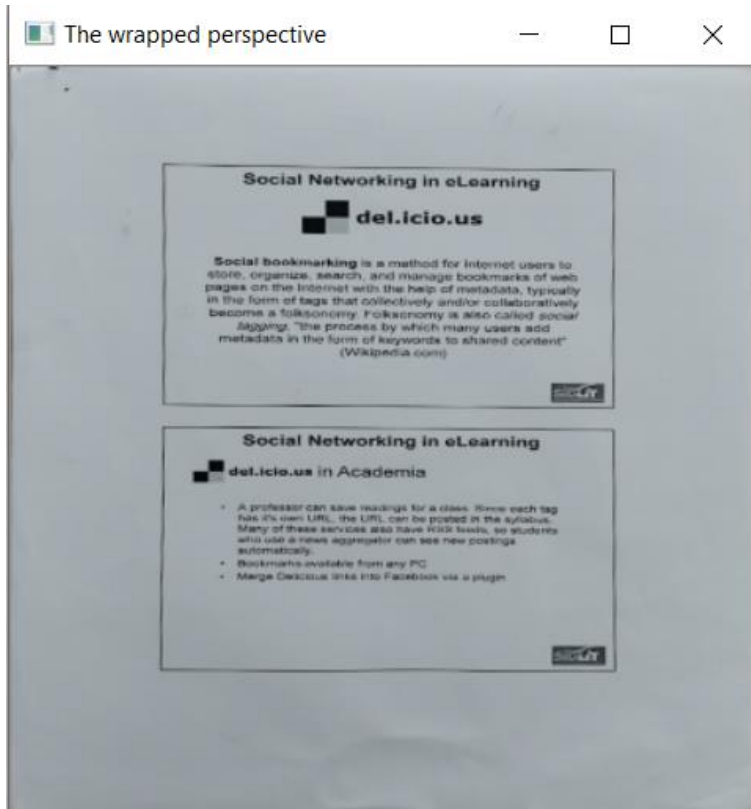 The wrapped perspective
Social Networking in eLearning
del.icio.us
Social bookmarking is a method for Internet users to
store, organize, search, and manage bookmarks of web
pages on the Internet with the help of metadata, typically
in the form of tags that collectively and/or collaboratively
become a folksonomy. Folksonomy is also called social
tagging, "the process by which many users add
metadata in the form of keywords to shared content"
(Wikipedia.com)
Social Networking in eLearning
del.icio.us in Academia
• A professor can save readings for a class. Since each tag
has it's own URL, the URL can be posted in the syllabus.
Many of these services also have RSS feeds, so students
who use a news aggregator can see new postings
automatically.
• Bookmarks available from any PC
• Merge Delicious links into Facebook via a plugin